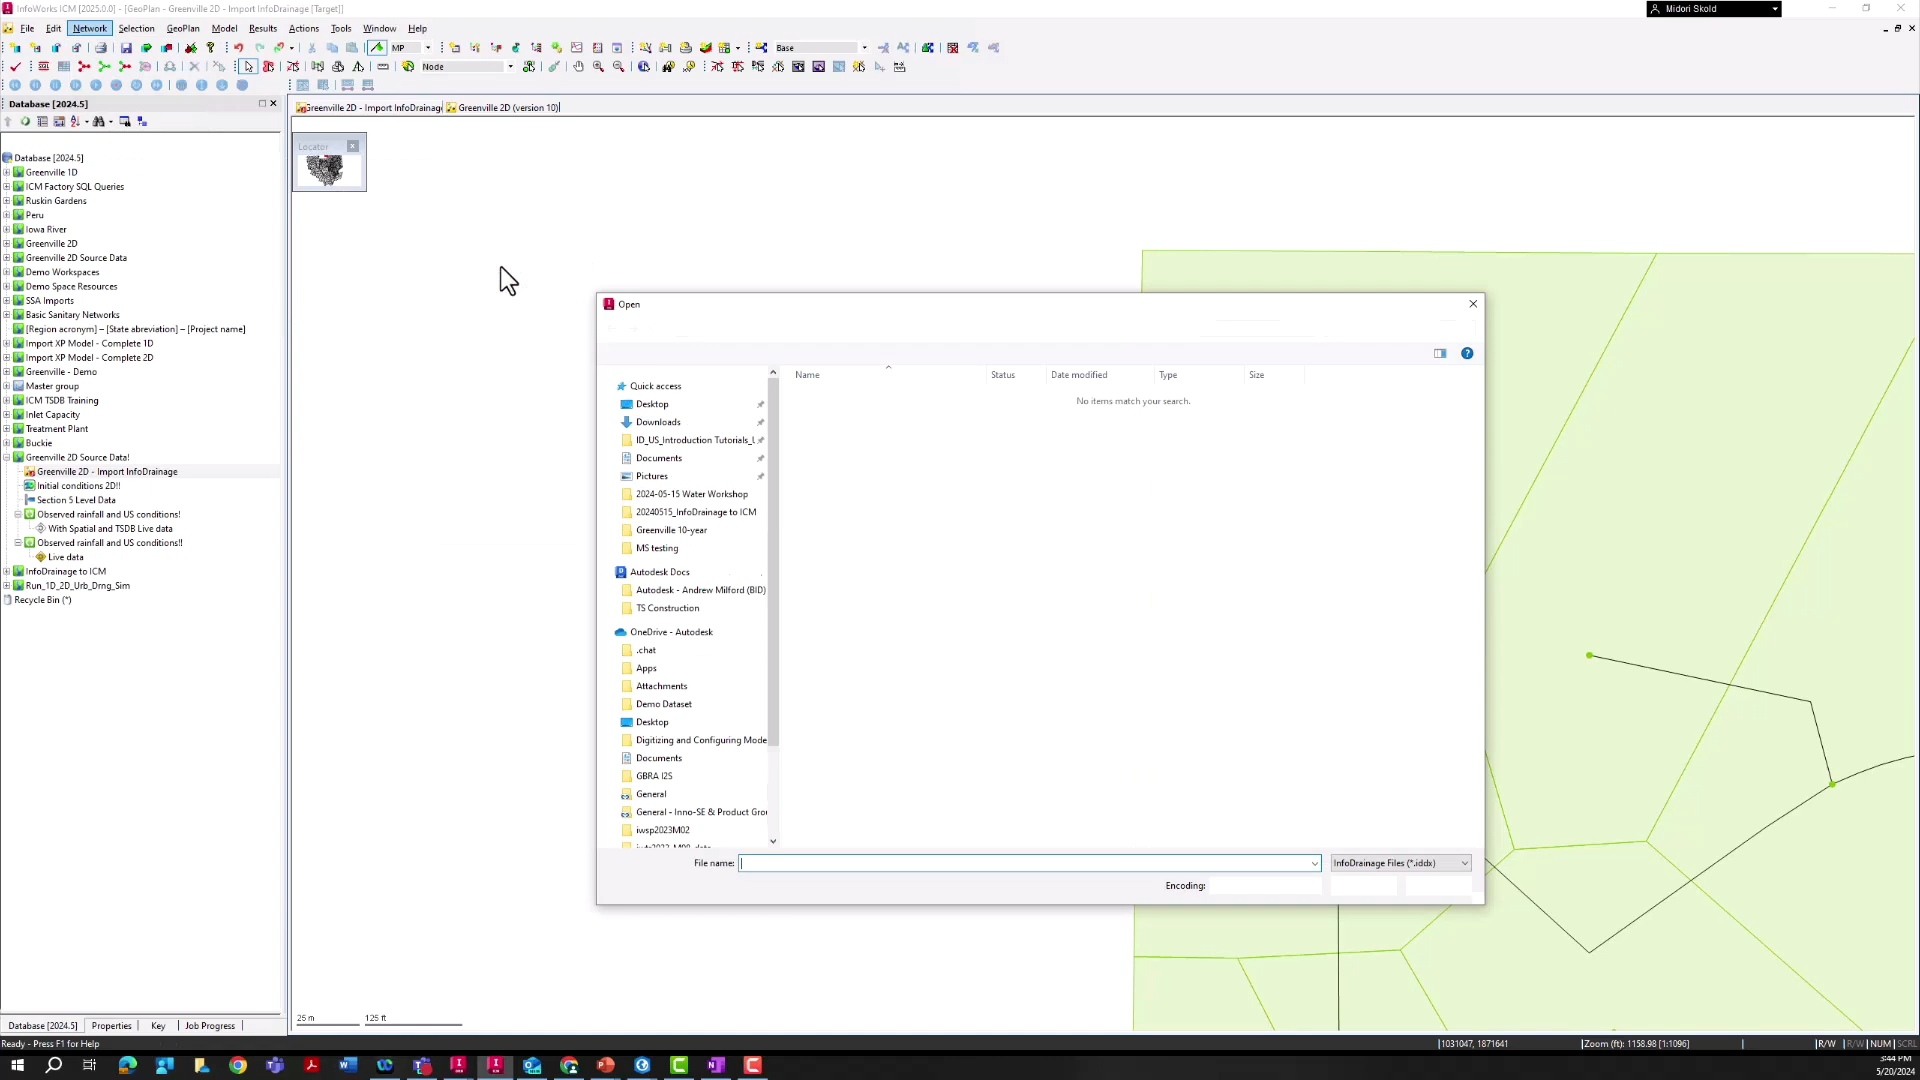 InfoWorks ICM (2025.0.0) - [GeoPlan - Greenville 2D - Import InfoDrainage [Target]]
Midori Skold
File Edit Network Selection GeoPlan Model Results Actions Tools Window Help
MP
Base
Node
Database [2024.5]
Greenville 2D - Import InfoDrainage
Greenville 2D (version 10)
Locator
Database [2024.5]
Greenville 1D
ICM Factory SQL Queries
Ruskin Gardens
Peru
Iowa River
Greenville 2D
Greenville 2D Source Data
Demo Workspaces
Demo Space Resources
SSA Imports
Basic Sanitary Networks
[Region acronym] – [State abreviation] – [Project name]
Import XP Model - Complete 1D
Import XP Model - Complete 2D
Greenville - Demo
Master group
ICM TSDB Training
Inlet Capacity
Treatment Plant
Buckie
Greenville 2D Source Data!
Greenville 2D - Import InfoDrainage
Initial conditions 2D!!
Section 5 Level Data
Observed rainfall and US conditions!
With Spatial and TSDB Live data
Observed rainfall and US conditions!!
Live data
InfoDrainage to ICM
Run_1D_2D_Urb_Drng_Sim
Recycle Bin (*)
Open
Name Status Date modified Type Size
No items match your search.
Quick access
Desktop
Downloads
ID_US_Introduction Tutorials_
Documents
Pictures
2024-05-15 Water Workshop
20240515_InfoDrainage to ICM
Greenville 10-year
MS testing
Autodesk Docs
Autodesk - Andrew Milford (BID)
TS Construction
OneDrive - Autodesk
.chat
Apps
Attachments
Demo Dataset
Desktop
Digitizing and Configuring Mode
Documents
GBRA I2S
General
General - Inno-SE & Product Gro
iwsp2023M02
File name:
InfoDrainage Files (*.iddx)
Encoding:
25 m
125 ft
Database [2024.5] Properties Key Job Progress
Ready - Press F1 for Help
1031047, 1871641
Zoom (ft): 1158.98 [1:1096]
R/W R/W NUM SCRL
3:44 PM
5/20/2024